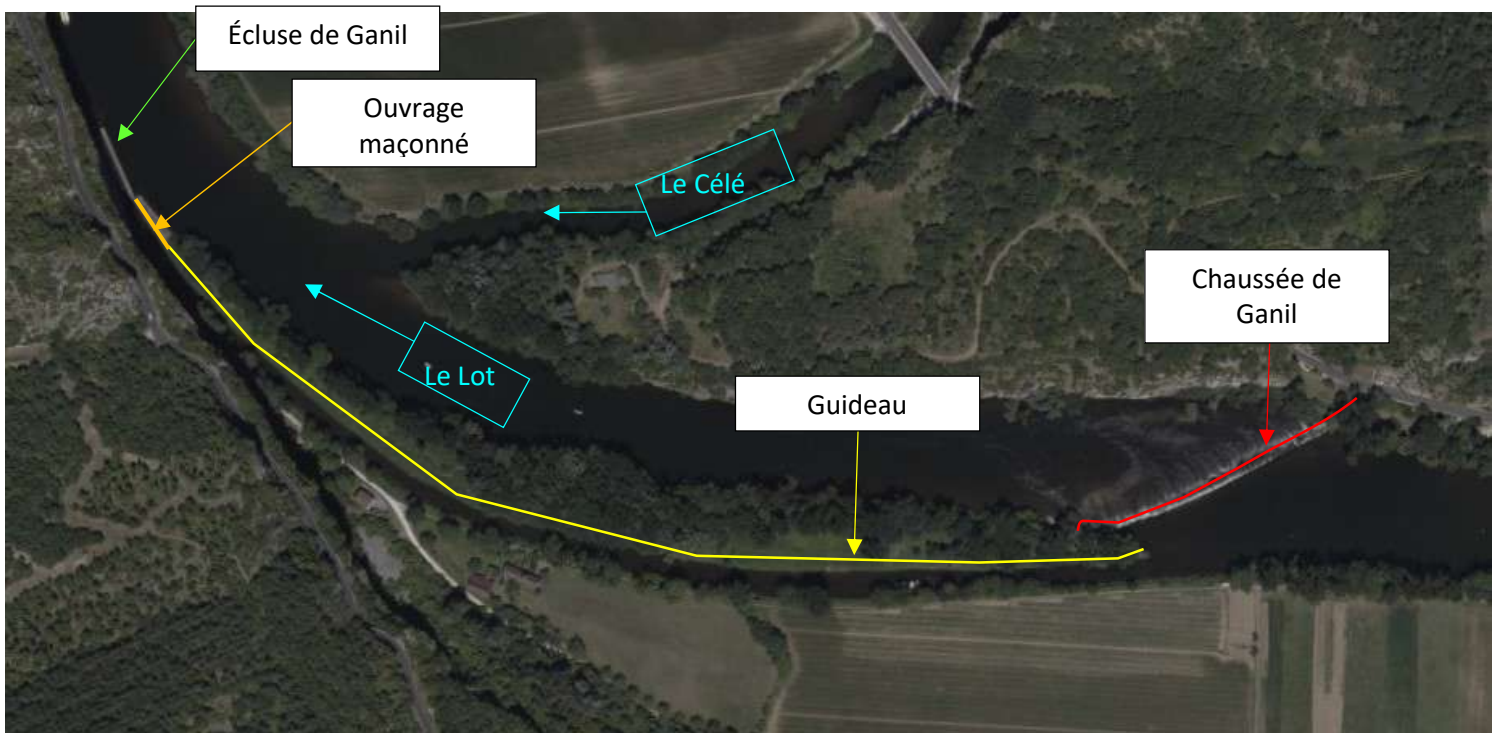 Écluse de Ganil
Ouvrage
maçonné
Le Célé
Chaussée de
Ganil
Le Lot
Guideau